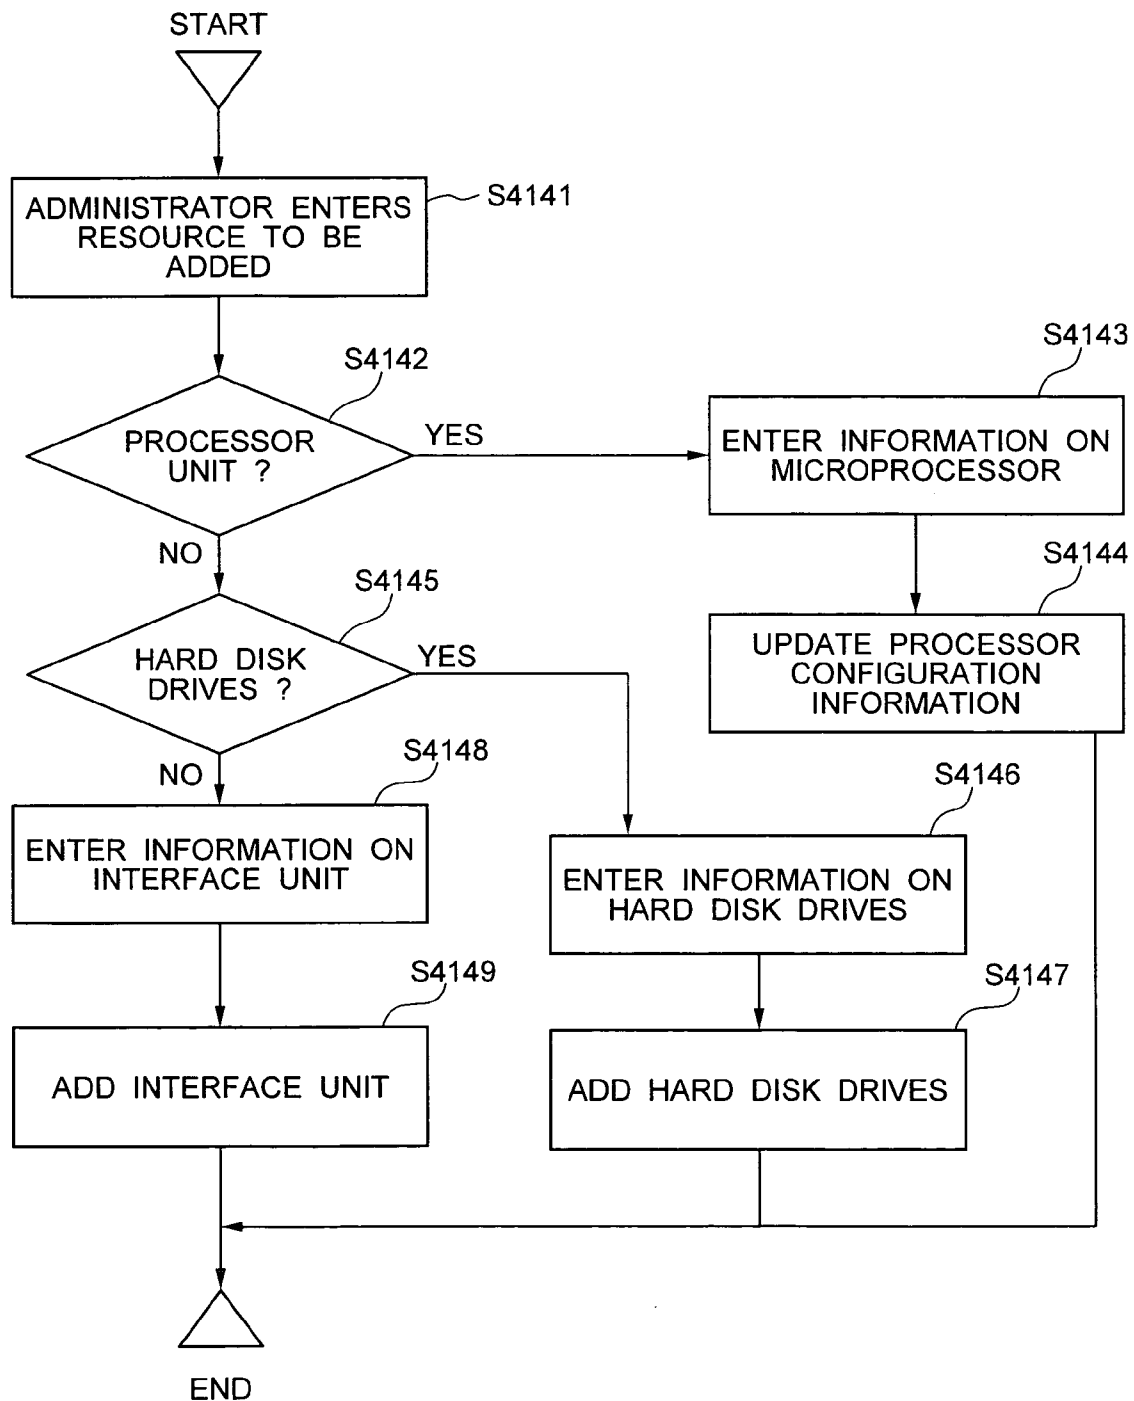 START
ADMINISTRATOR ENTERS
RESOURCE TO BE
ADDED
S4141
S4142
PROCESSOR
UNIT ?
YES
NO
S4143
ENTER INFORMATION ON
MICROPROCESSOR
S4144
UPDATE PROCESSOR
CONFIGURATION
INFORMATION
S4145
HARD DISK
DRIVES ?
YES
NO
S4146
ENTER INFORMATION ON
HARD DISK DRIVES
S4147
ADD HARD DISK DRIVES
S4148
ENTER INFORMATION ON
INTERFACE UNIT
S4149
ADD INTERFACE UNIT
END